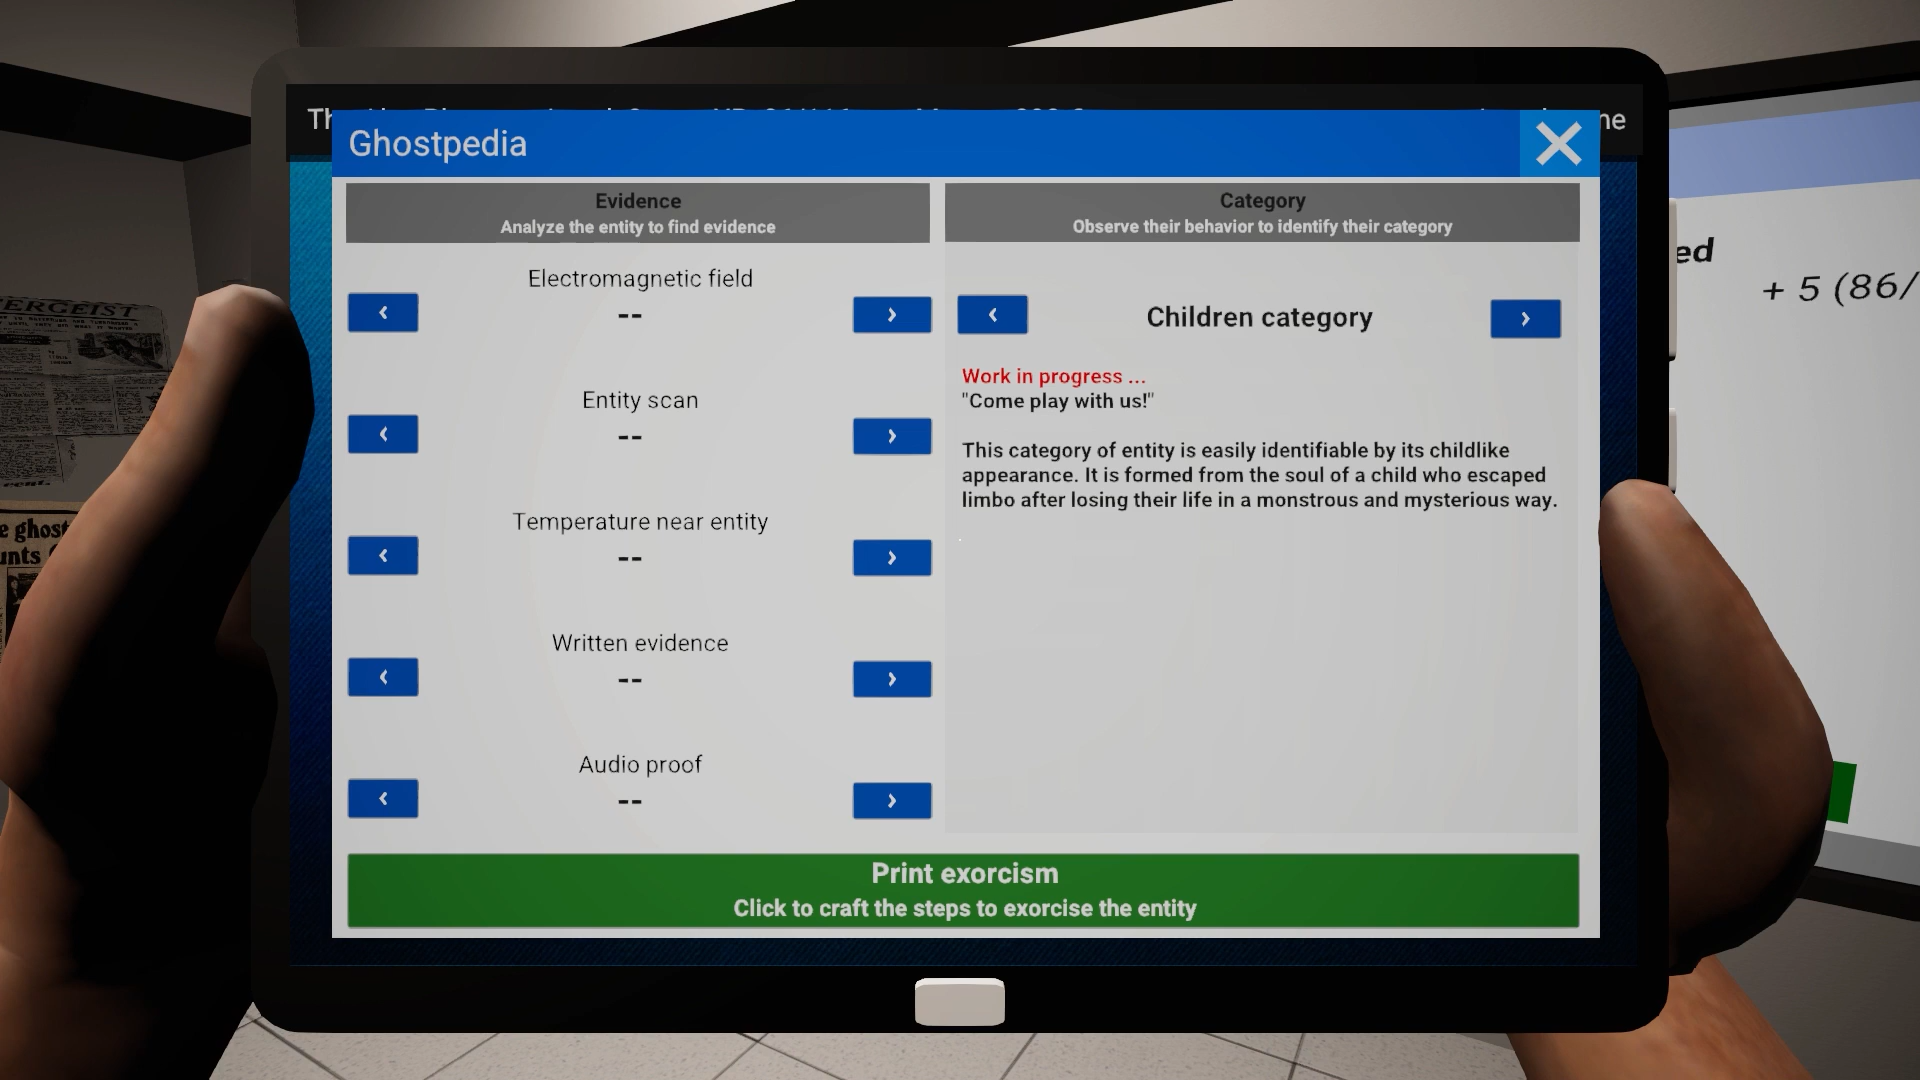 Ghostpedia
Evidence
Analyze the entity to find evidence
Electromagnetic field
--
Entity scan
--
Temperature near entity
--
Written evidence
--
Audio proof
--
Category
Observe their behavior to identify their category
Children category
Work in progress ...
"Come play with us!"
This category of entity is easily identifiable by its childlike
appearance. It is formed from the soul of a child who escaped
limbo after losing their life in a monstrous and mysterious way.
Print exorcism
Click to craft the steps to exorcise the entity
ed
+ 5 (86/
ERGEIST
e ghost
unts